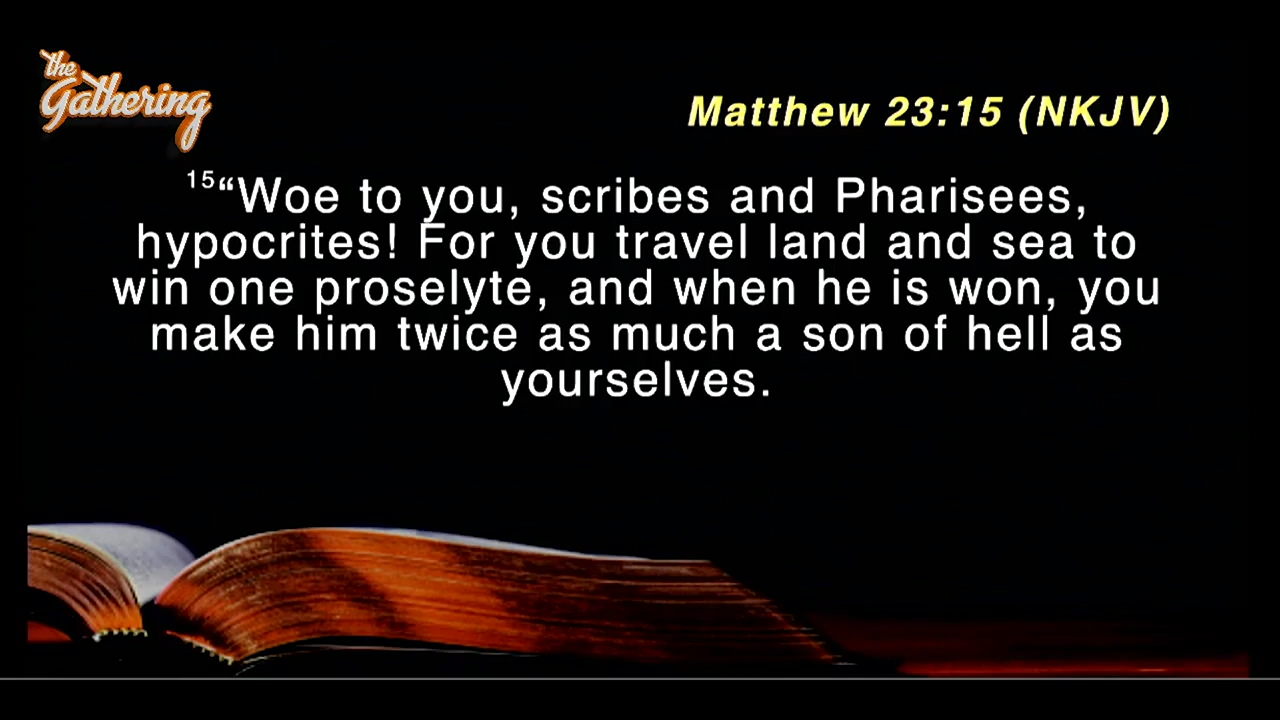 the
Gathering
Matthew 23:15 (NKJV)
15“Woe to you, scribes and Pharisees,
hypocrites! For you travel land and sea to
win one proselyte, and when he is won, you
make him twice as much a son of hell as
yourselves.